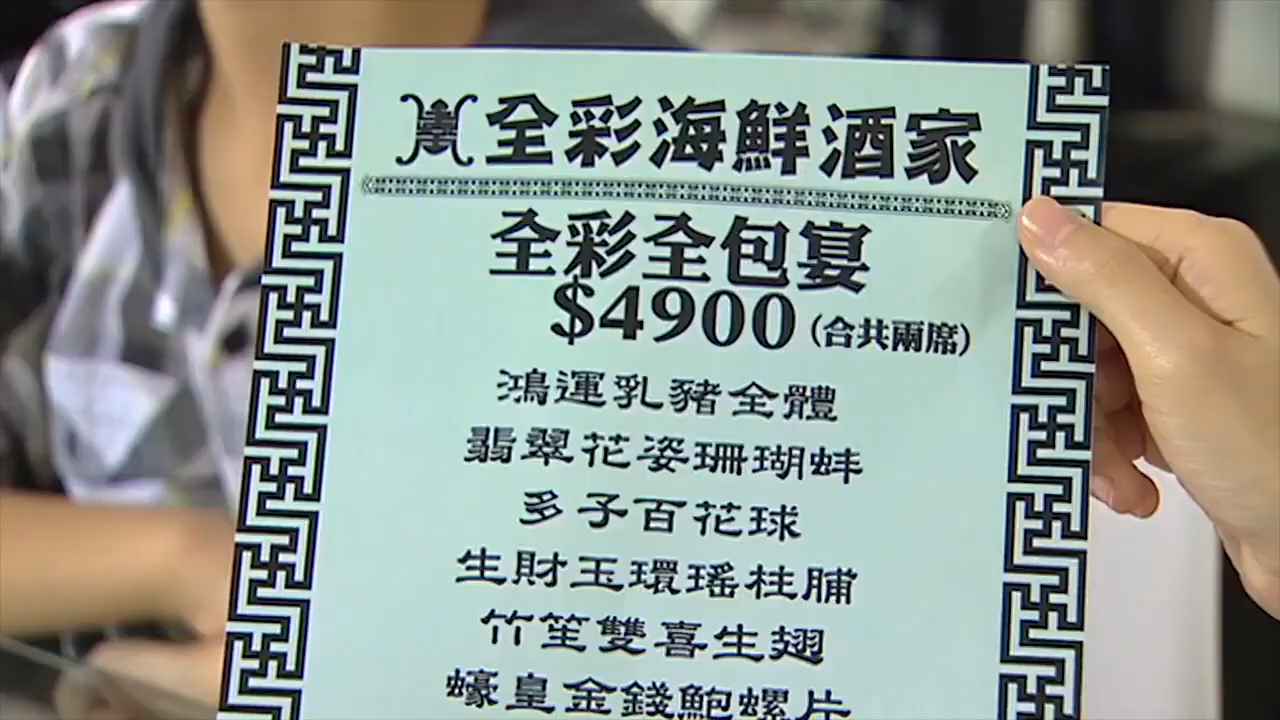 全彩海鮮酒家
全彩全包宴
$4900(合共兩席)
鴻運乳豬全體
翡翠花姿珊瑚蚌
多子百花球
生財玉環瑤柱脯
竹笙雙喜生翅
蠔皇金錢鮑螺片